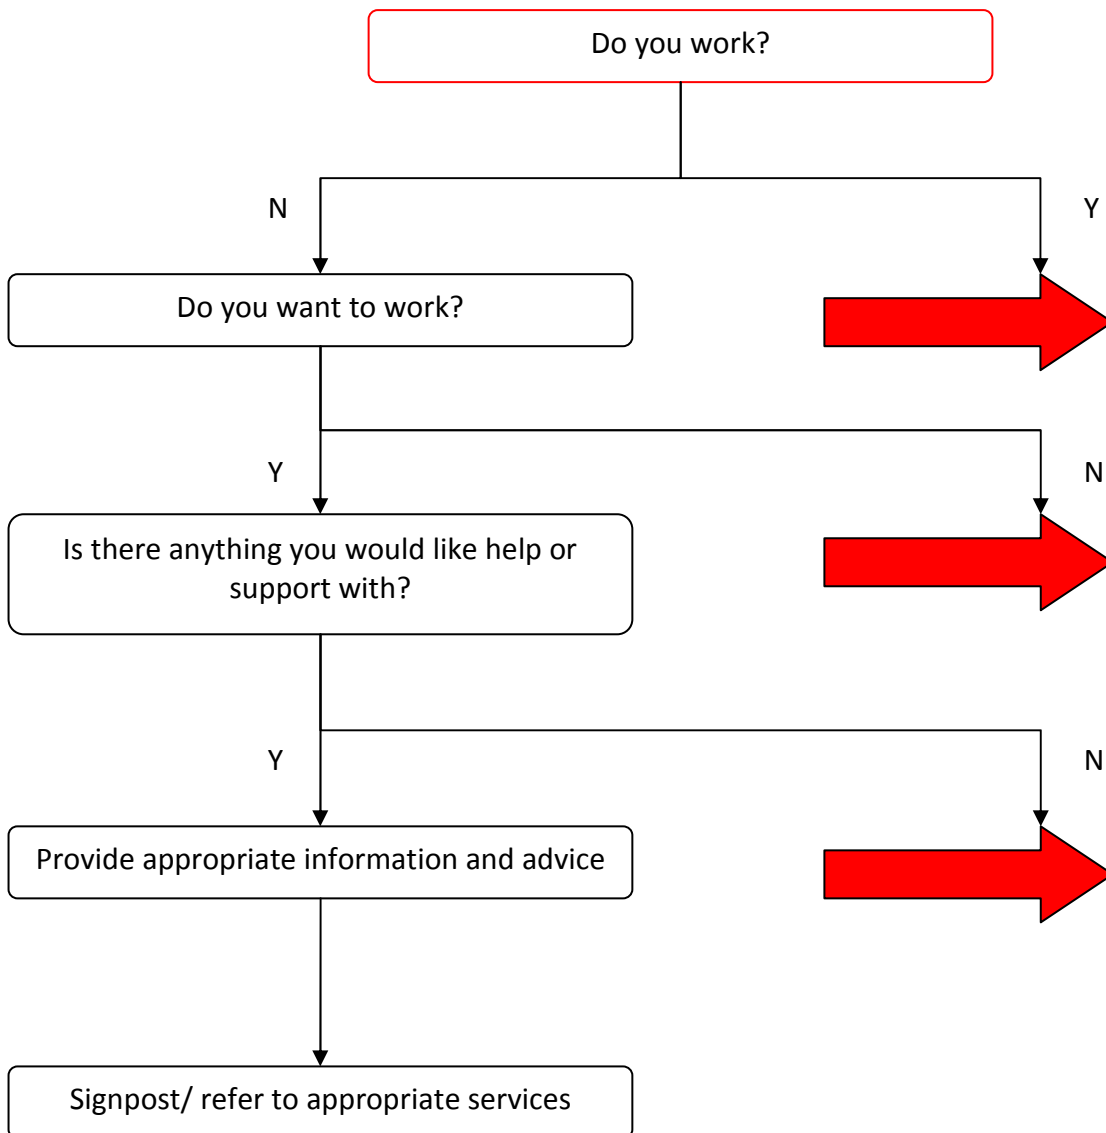 Do you work?
N
Y
Do you want to work?
Y
N
Is there anything you would like help or
support with?
Y
N
Provide appropriate information and advice
Signpost/ refer to appropriate services